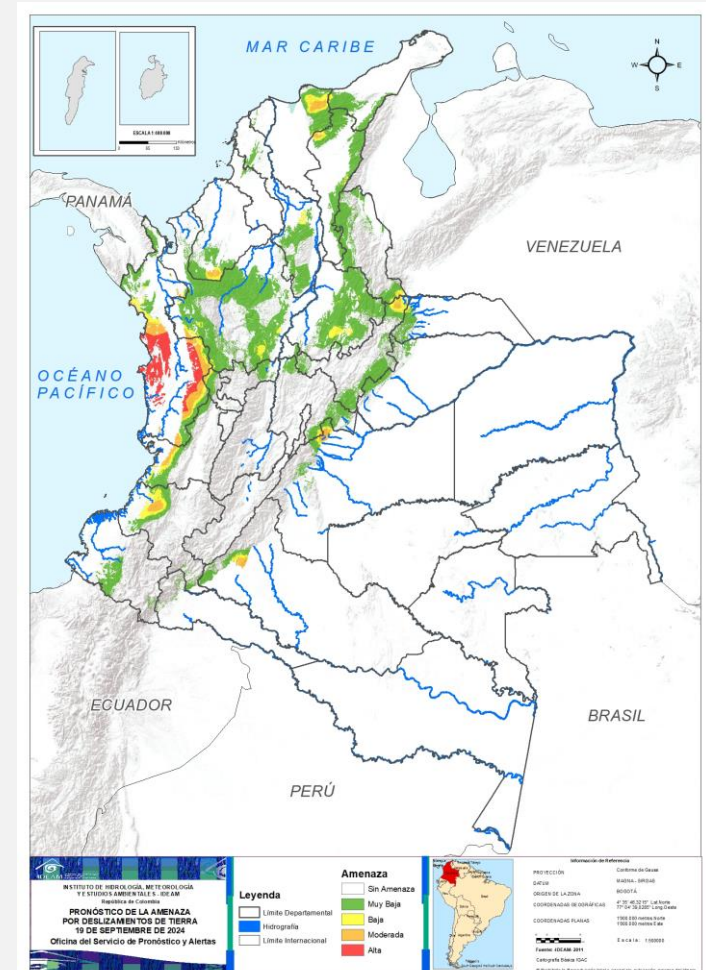 MAR CARIBE
N
W
E
S
PANAMÁ
VENEZUELA
OCÉANO
PACÍFICO
ECUADOR
BRASIL
PERÚ
IDEAM
INSTITUTO DE HIDROLOGÍA, METEOROLOGÍA
Y ESTUDIOS AMBIENTALES - IDEAM
República de Colombia
PRONÓSTICO DE LA AMENAZA
POR DESLIZAMIENTOS DE TIERRA
19 DE SEPTIEMBRE DE 2024
Oficina del Servicio de Pronóstico y Alertas
Leyenda
Límite Departamental
Hidrografía
Límite Internacional
Amenaza
Sin Amenaza
Muy Baja
Baja
Moderada
Alta
Información de Referencia
PROYECCIÓN
Conforme de Gauss
DATUM
ORIGEN DE LA ZONA
BOGOTÁ
COORDENADAS GEOGRÁFICAS
COORDENADAS PLANAS
Escala:
Fuente: IDEAM 2011
Cartografía Básica IGAC